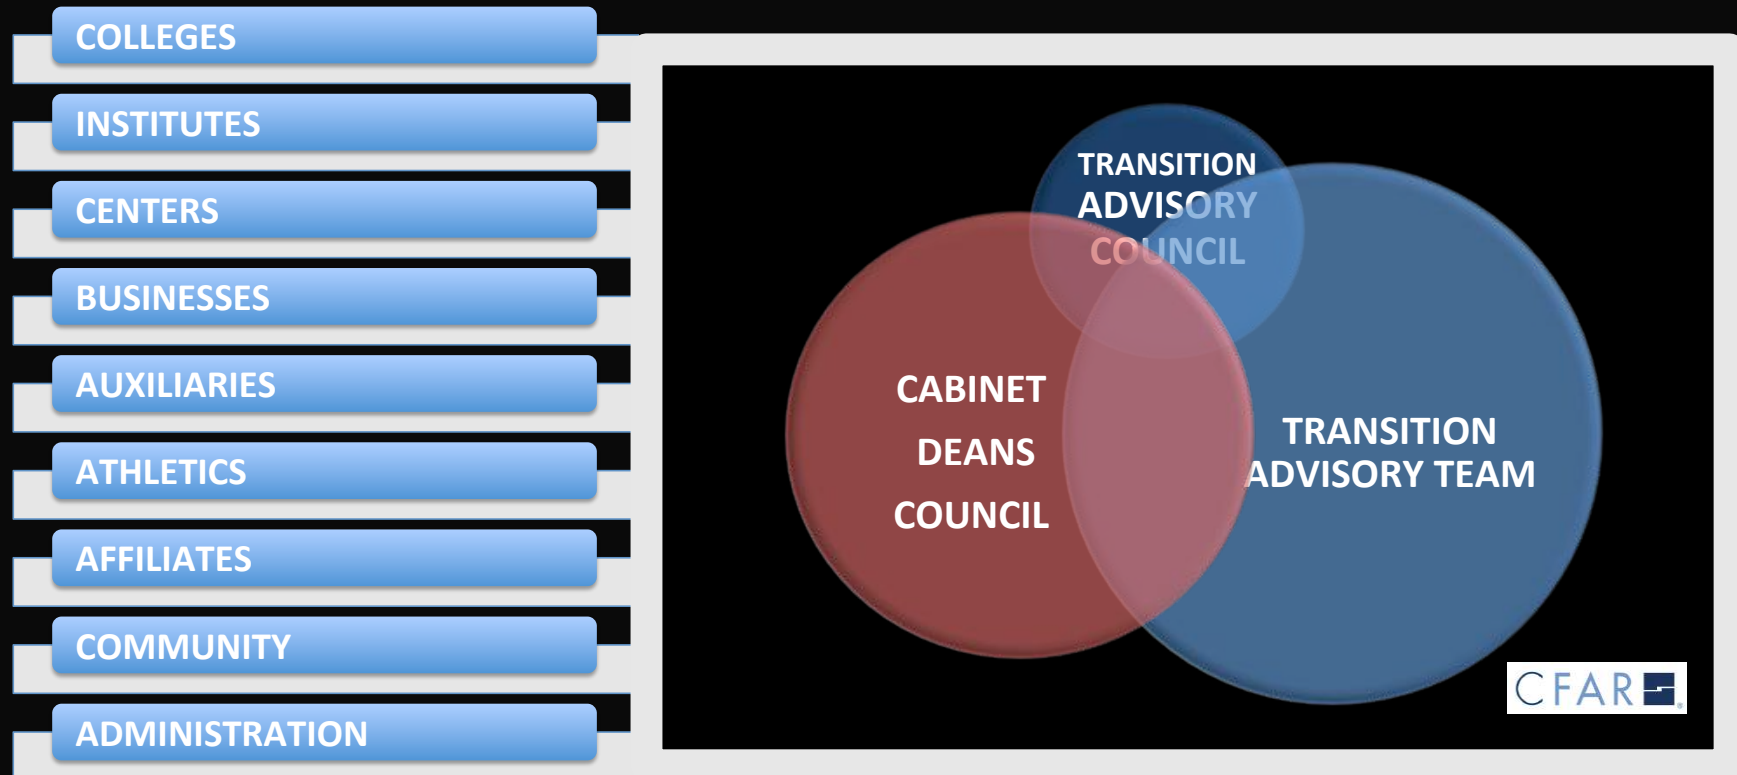 COLLEGES
INSTITUTES
CENTERS
BUSINESSES
AUXILIARIES
ATHLETICS
AFFILIATES
COMMUNITY
ADMINISTRATION
TRANSITION
ADVISORY
COUNCIL
CABINET
DEANS
COUNCIL
TRANSITION
ADVISORY TEAM
CFAR